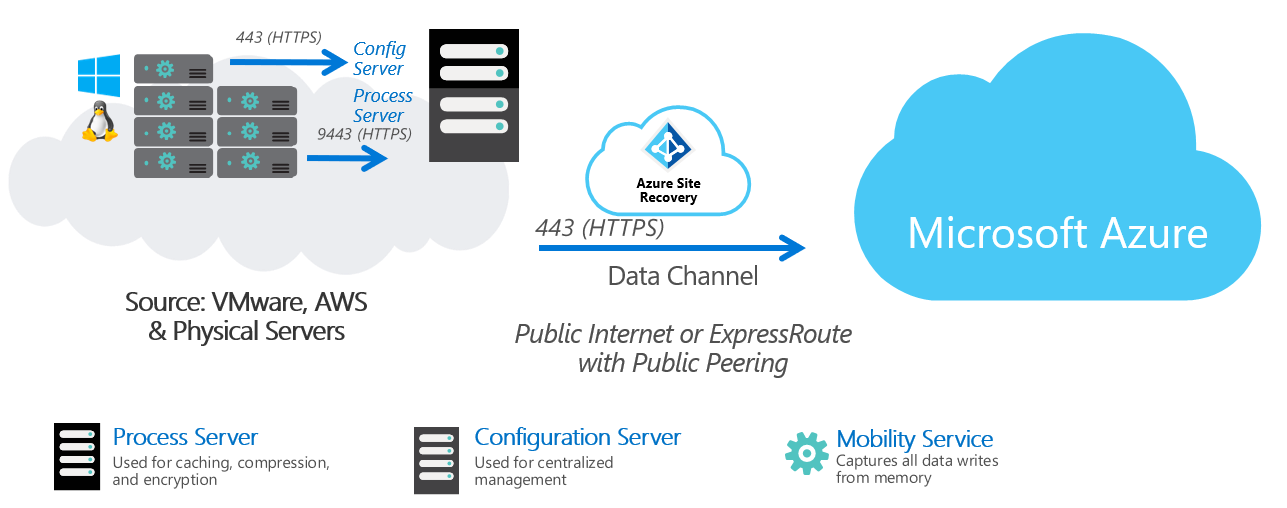 443 (HTTPS)
Config
Server
Process
Server
9443 (HTTPS)
Azure Site
Recovery
443 (HTTPS)
Data Channel
Microsoft Azure
Source: VMware, AWS
& Physical Servers
Public Internet or ExpressRoute
with Public Peering
Process Server
Used for caching, compression,
and encryption
Configuration Server
Used for centralized
management
Mobility Service
Captures all data writes
from memory